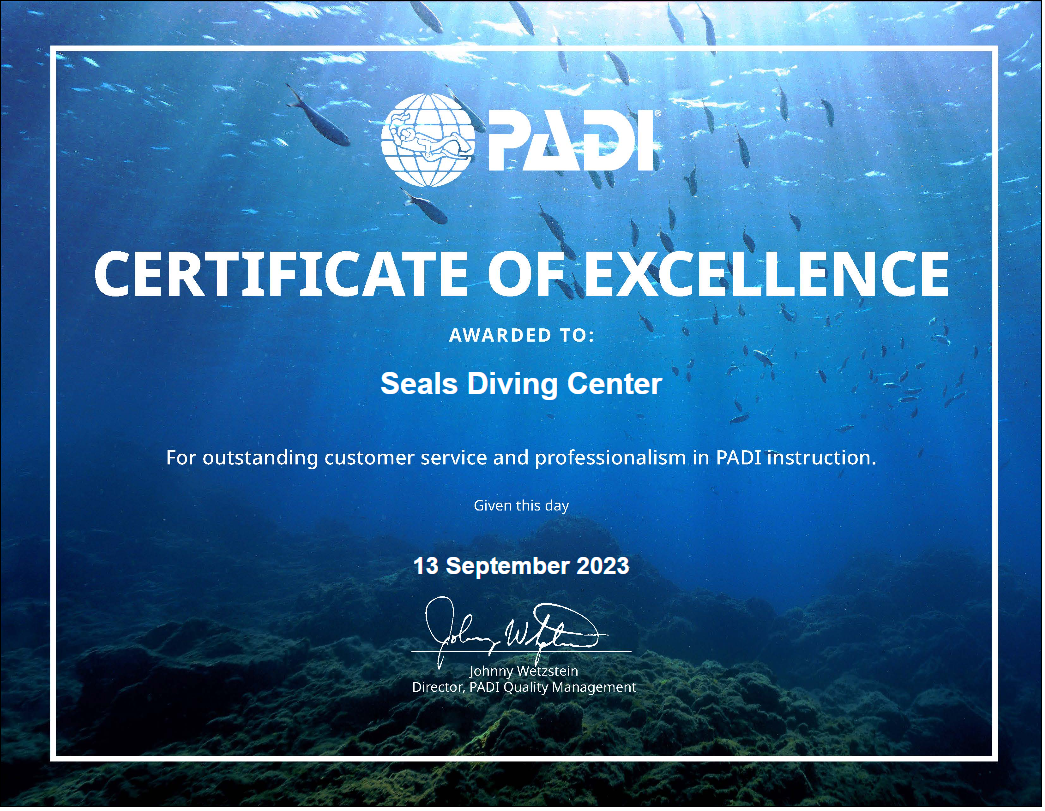 PADI®
CERTIFICATE OF EXCELLENCE
AWARDED TO:
Seals Diving Center
For outstanding customer service and professionalism in PADI instruction.
Given this day
13 September 2023
Johnny Wetzstein
Johnny Wetzstein
Director, PADI Quality Management